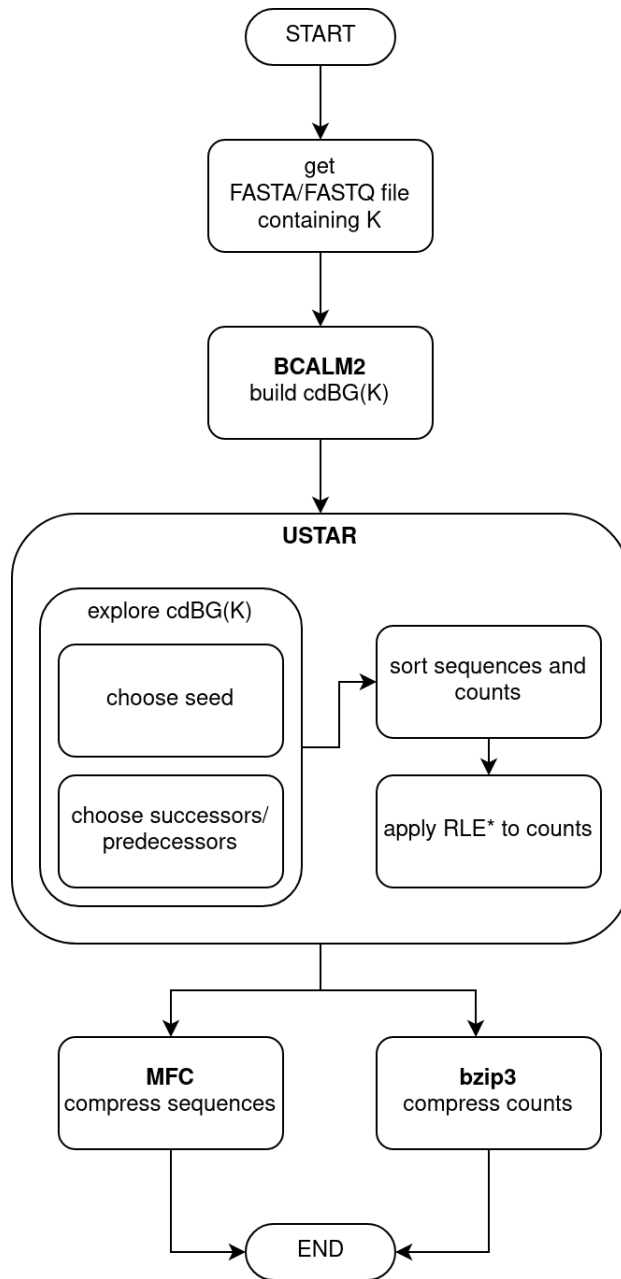 START
get
FASTA/FASTQ file
containing K
BCALM2
build cdBG(K)
USTAR
explore cdBG(K)
choose seed
choose successors/
predecessors
sort sequences and
counts
apply RLE* to counts
MFC
compress sequences
bzip3
compress counts
END